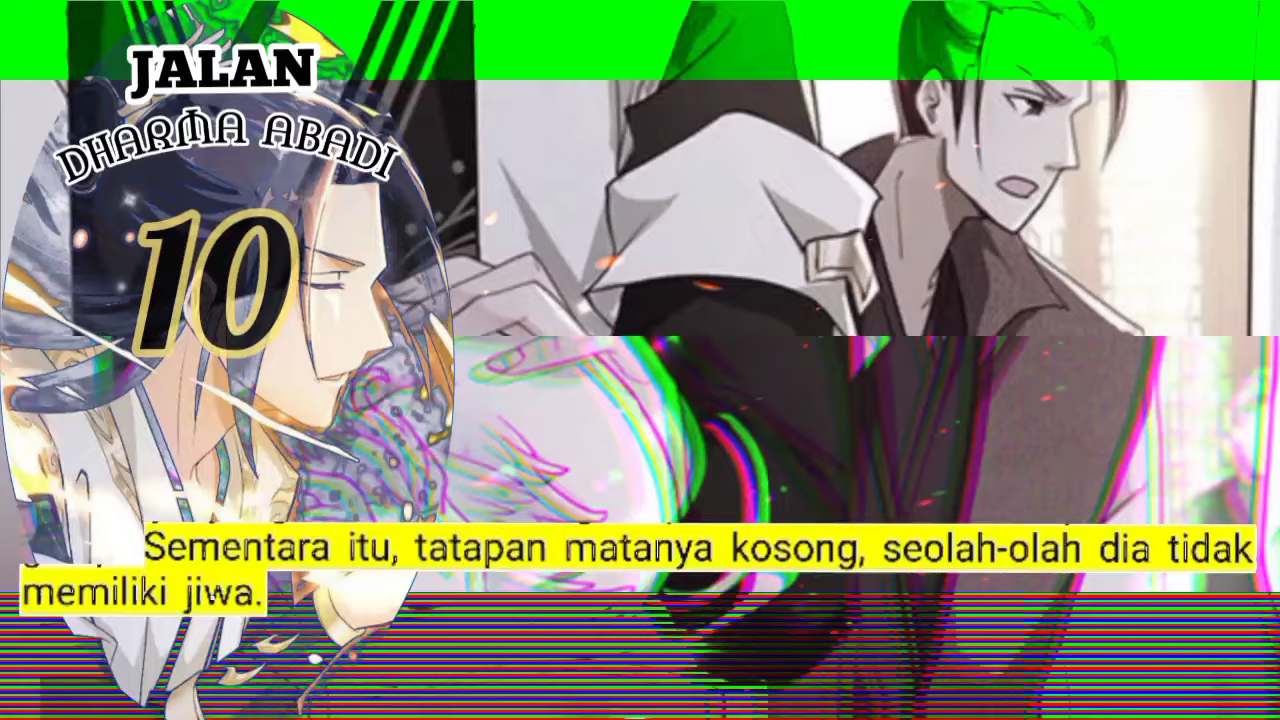 JALAN
DHARMA ABADI
10
Sementara itu, tatapan matanya kosong, seolah-olah dia tidak
memiliki jiwa.